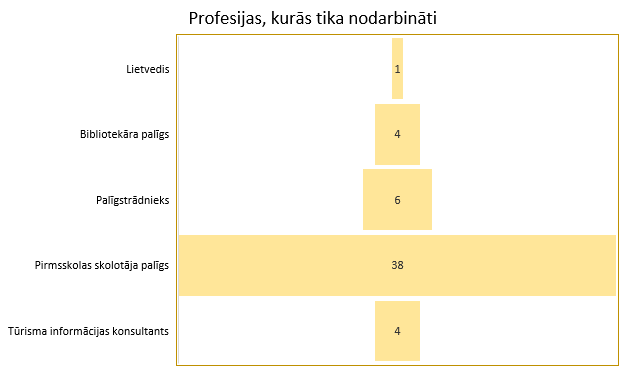 Profesijas, kurās tika nodarbināti
Lietvedis
1
Bibliotekāra palīgs
4
Palīgstrādnieks
6
Pirmsskolas skolotāja palīgs
38
Tūrisma informācijas konsultants
4